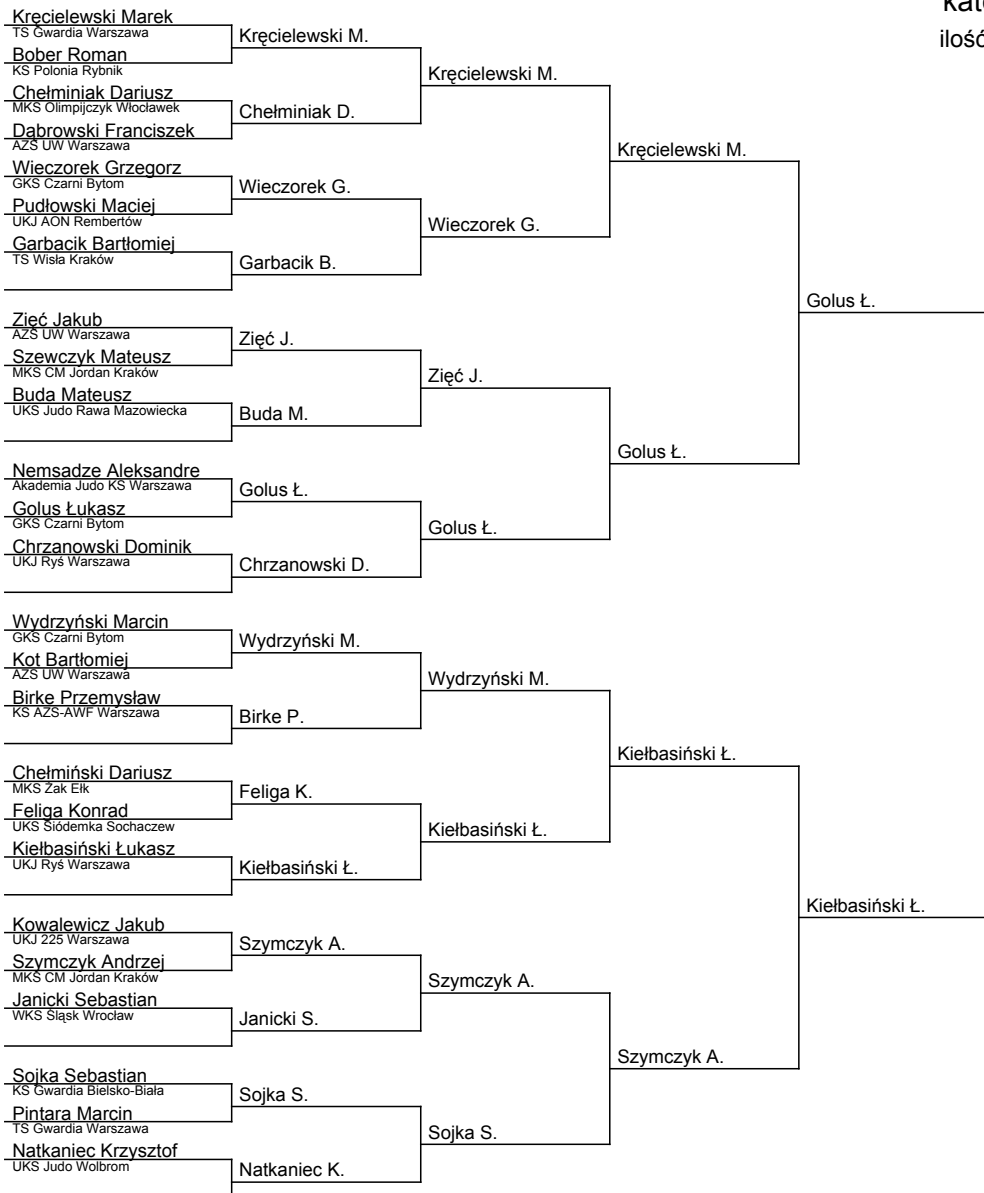 kate
ilość
Kręcielewski Marek
TS Gwardia Warszawa
Bober Roman
KS Polonia Rybnik
Chełminiak Dariusz
MKS Olimpijczyk Włocławek
Dąbrowski Franciszek
AZS UW Warszawa
Wieczorek Grzegorz
GKS Czarni Bytom
Pudłowski Maciej
UKJ AON Rembertów
Garbacik Bartłomiej
TS Wisła Kraków
Zięć Jakub
AZS UW Warszawa
Szewczyk Mateusz
MKS CM Jordan Kraków
Buda Mateusz
UKS Judo Rawa Mazowiecka
Nemsadze Aleksandre
Akademia Judo KS Warszawa
Golus Łukasz
GKS Czarni Bytom
Chrzanowski Dominik
UKJ Ryś Warszawa
Wydrzyński Marcin
GKS Czarni Bytom
Kot Bartłomiej
AZS UW Warszawa
Birke Przemysław
KS AZS-AWF Warszawa
Chełmiński Dariusz
MKS Żak Ełk
Feliga Konrad
UKS Siódemka Sochaczew
Kiełbasiński Łukasz
UKJ Ryś Warszawa
Kowalewicz Jakub
UKJ 225 Warszawa
Szymczyk Andrzej
MKS CM Jordan Kraków
Janicki Sebastian
WKS Śląsk Wrocław
Sojka Sebastian
KS Gwardia Bielsko-Biała
Pintara Marcin
TS Gwardia Warszawa
Natkaniec Krzysztof
UKS Judo Wolbrom
Kręcielewski M.
Chełminiak D.
Wieczorek G.
Garbacik B.
Zięć J.
Buda M.
Golus Ł.
Chrzanowski D.
Wydrzyński M.
Birke P.
Feliga K.
Kiełbasiński Ł.
Szymczyk A.
Janicki S.
Sojka S.
Natkaniec K.
Kręcielewski M.
Wieczorek G.
Zięć J.
Golus Ł.
Wydrzyński M.
Kiełbasiński Ł.
Szymczyk A.
Sojka S.
Kręcielewski M.
Golus Ł.
Kiełbasiński Ł.
Szymczyk A.
Golus Ł.
Kiełbasiński Ł.